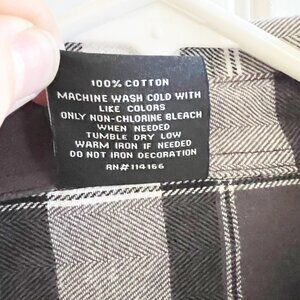 100% COTTON
MACHINE WASH COLD WITH
LIKE COLORS
ONLY NON-CHLORINE BLEACH
WHEN NEEDED
TUMBLE DRY LOW
WARM IRON IF NEEDED
DO NOT IRON DECORATION
RN#114166